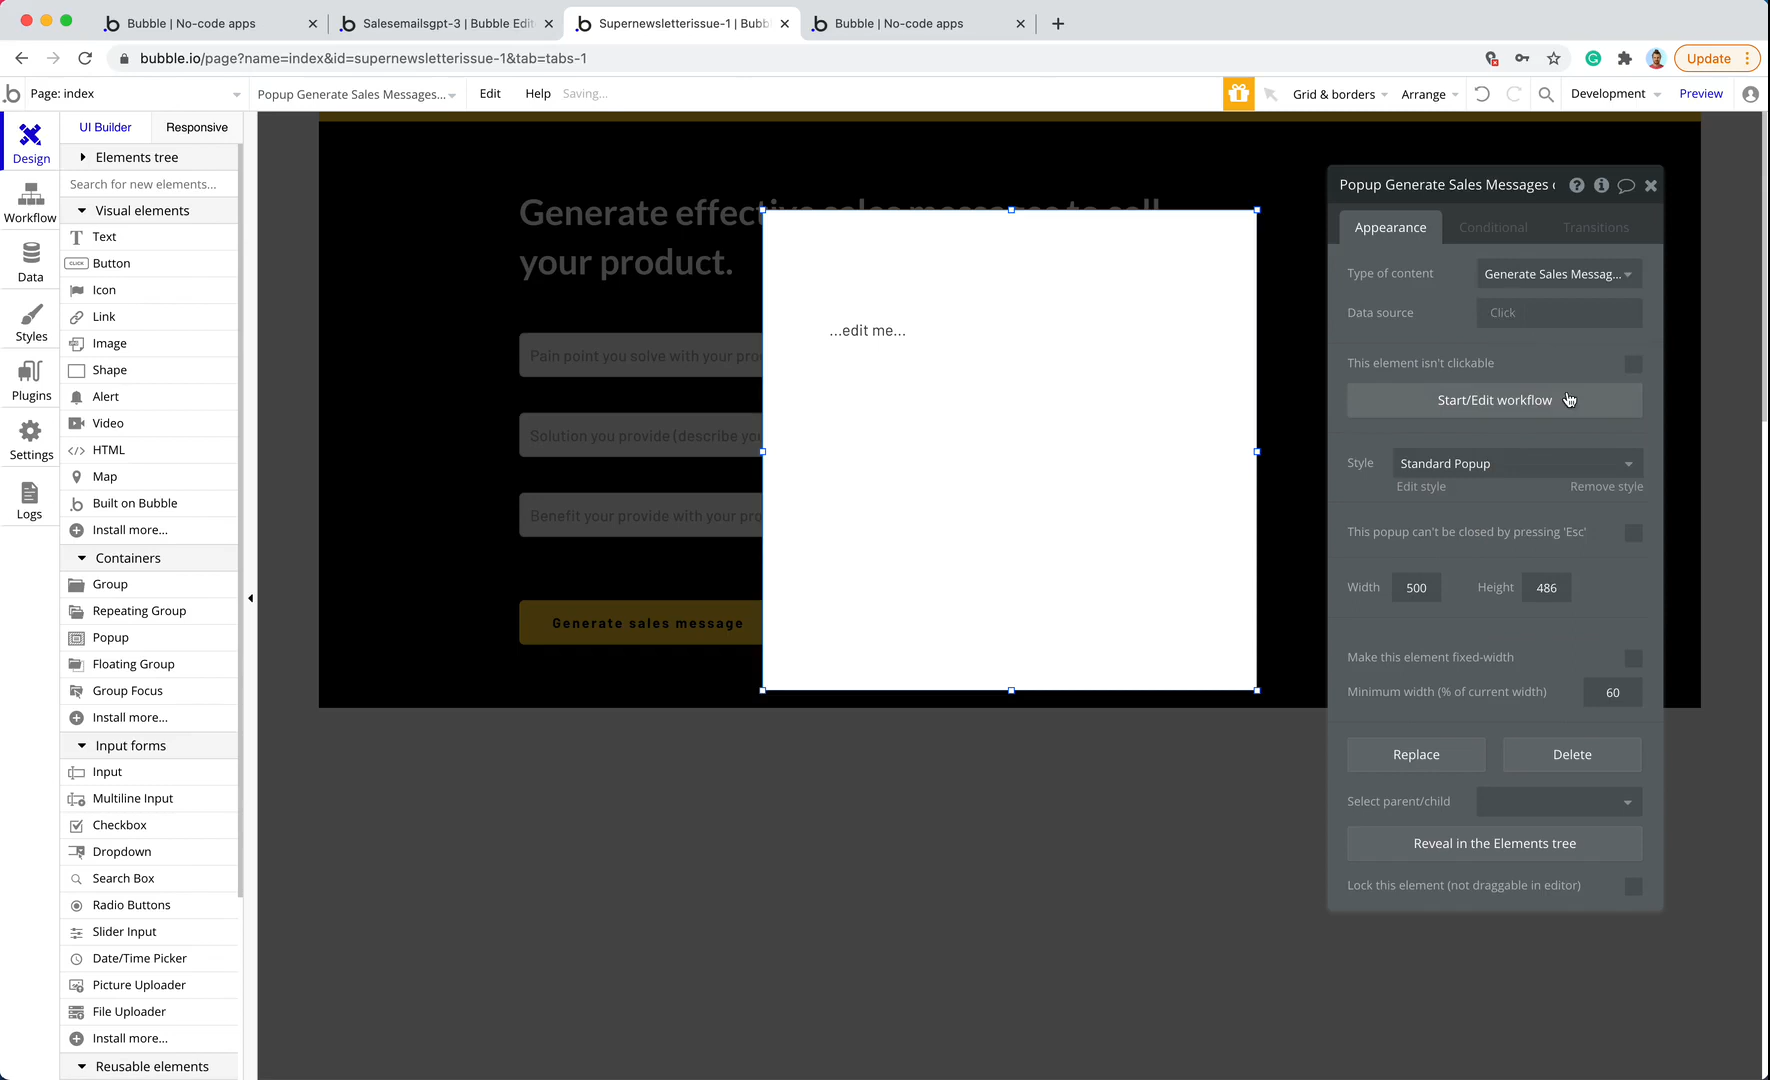 Bubble | No-code apps
Salesemailsgpt-3 | Bubble Edit
Supernewsletterissue-1 | Bubb
Bubble | No-code apps
bubble.io/page?name=index&id=supernewsletterissue-1&tab=tabs-1
Update
Page: index
Popup Generate Sales Messages...
Edit
Help
Saving...
Grid & borders
Arrange
Development
Preview
UI Builder
Responsive
Design
Workflow
Data
Styles
Plugins
Settings
Logs
Elements tree
Search for new elements...
Visual elements
Text
CLICK
Button
Icon
Link
Image
Shape
Alert
Video
HTML
Map
Built on Bubble
Install more...
Containers
Group
Repeating Group
Popup
Floating Group
Group Focus
Install more...
Input forms
Input
Multiline Input
Checkbox
Dropdown
Search Box
Radio Buttons
Slider Input
Date/Time Picker
Picture Uploader
File Uploader
Install more...
Reusable elements
Generate effective sales messages to sell
your product.
Pain point you solve with your pro
Solution you provide (describe you
Benefit your provide with your pro
Generate sales message
...edit me...
Popup Generate Sales Messages
Appearance
Conditional
Transitions
Type of content
Generate Sales Messag...
Data source
Click
This element isn't clickable
Start/Edit workflow
Style
Standard Popup
Edit style
Remove style
This popup can't be closed by pressing 'Esc'
Width
500
Height
486
Make this element fixed-width
Minimum width (% of current width)
60
Replace
Delete
Select parent/child
Reveal in the Elements tree
Lock this element (not draggable in editor)